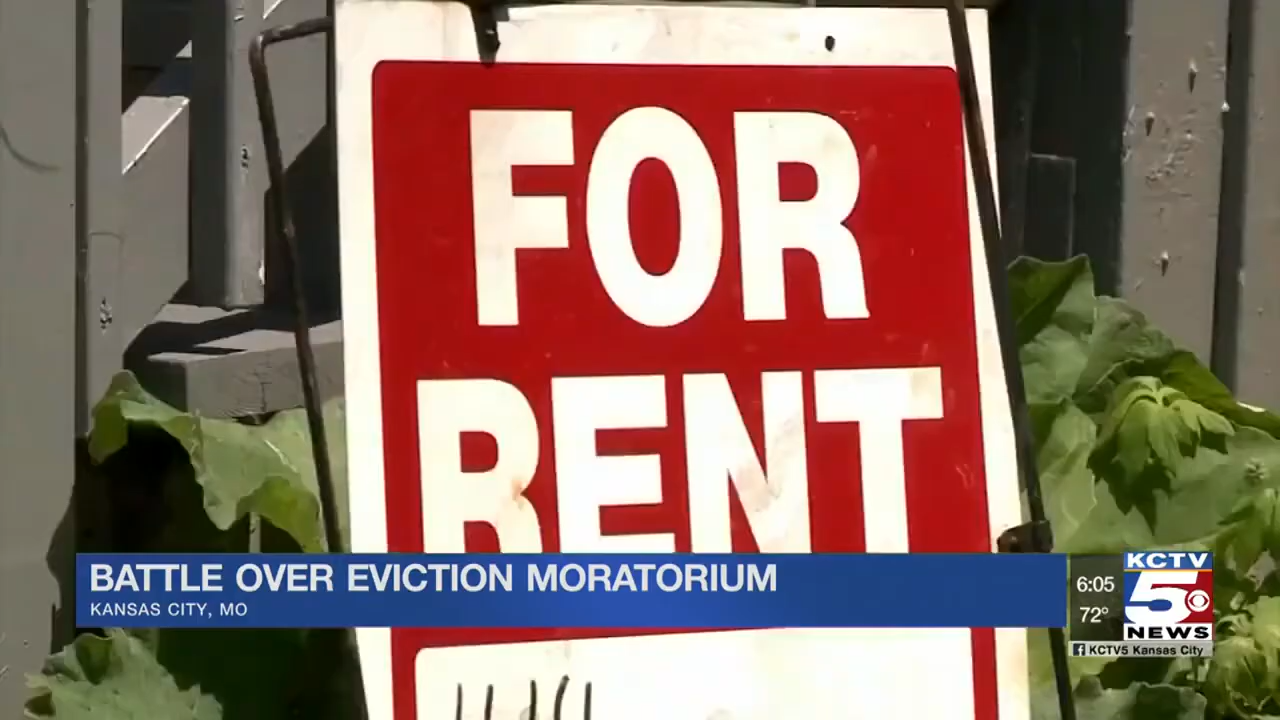 FOR
RENT
BATTLE OVER EVICTION MORATORIUM
KANSAS CITY, MO
6:05
72°
KCTV
5
NEWS
KCTV5 Kansas City